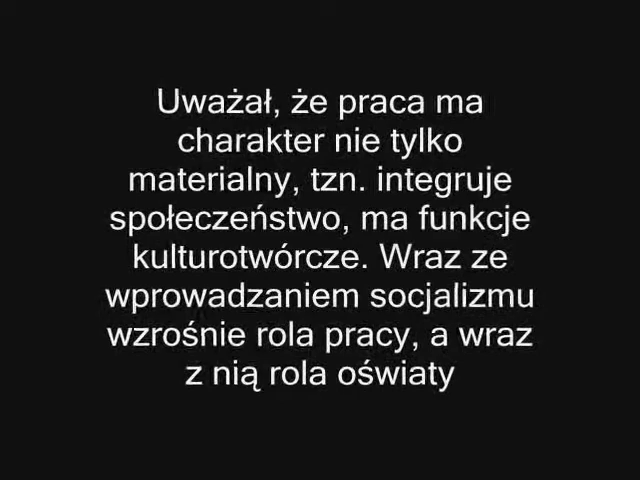 Uważał, że praca ma
charakter nie tylko
materialny, tzn. integruje
społeczeństwo, ma funkcje
kulturotwórcze. Wraz ze
wprowadzaniem socjalizmu
wzrośnie rola pracy, a wraz
z nią rola oświaty